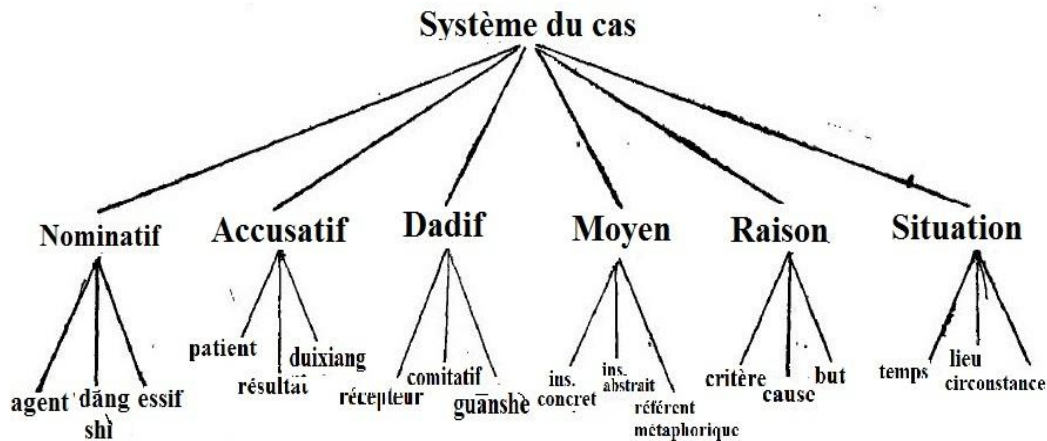 Système du cas
Nominatif Accusatif Dadif Moyen Raison Situation
agent dāng shì essif
patient résultat duixiang
récepteur comitatif guānshe
ins. concret ins. abstrait référent métaphorique
critère cause but
temps lieu circonstance